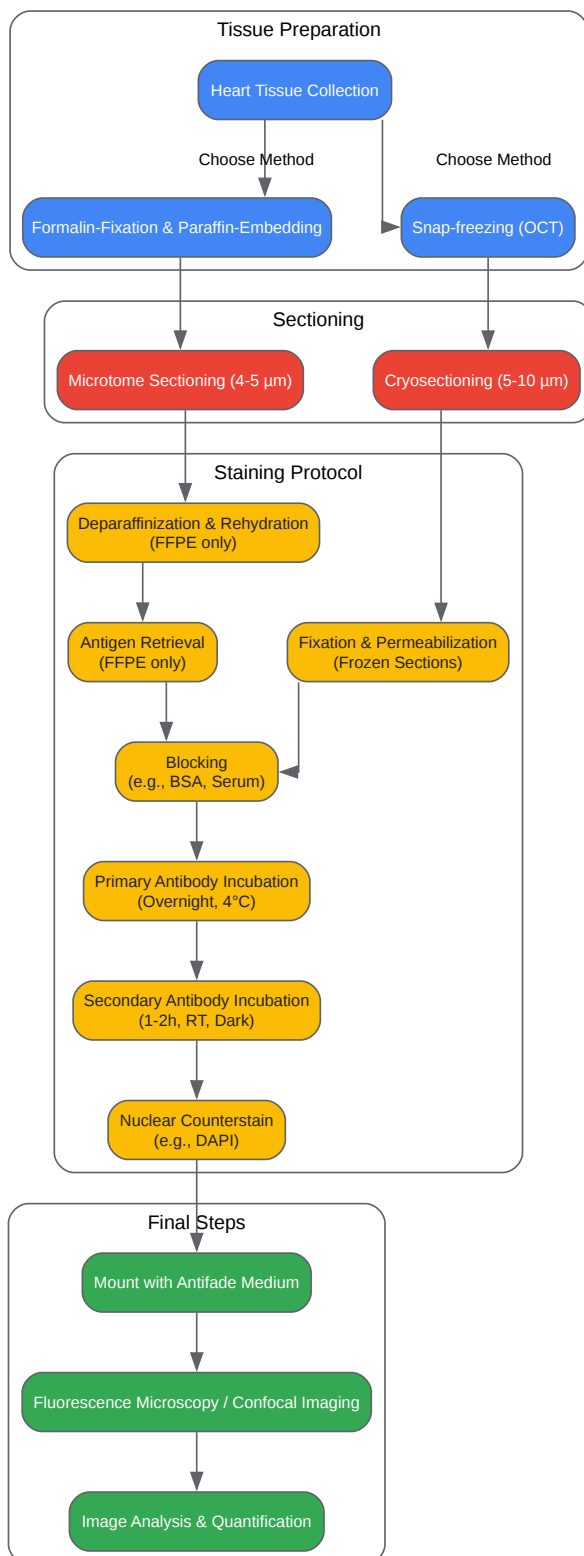 Tissue Preparation
Heart Tissue Collection
Choose Method
Choose Method
Formalin-Fixation & Paraffin-Embedding
Snap-freezing (OCT)
Sectioning
Microtome Sectioning (4-5 µm)
Cryosectioning (5-10 µm)
Staining Protocol
Deparaffinization & Rehydration
(FFPE only)
Antigen Retrieval
(FFPE only)
Fixation & Permeabilization
(Frozen Sections)
Blocking
(e.g., BSA, Serum)
Primary Antibody Incubation
(Overnight, 4°C)
Secondary Antibody Incubation
(1-2h, RT, Dark)
Nuclear Counterstain
(e.g., DAPI)
Final Steps
Mount with Antifade Medium
Fluorescence Microscopy / Confocal Imaging
Image Analysis & Quantification